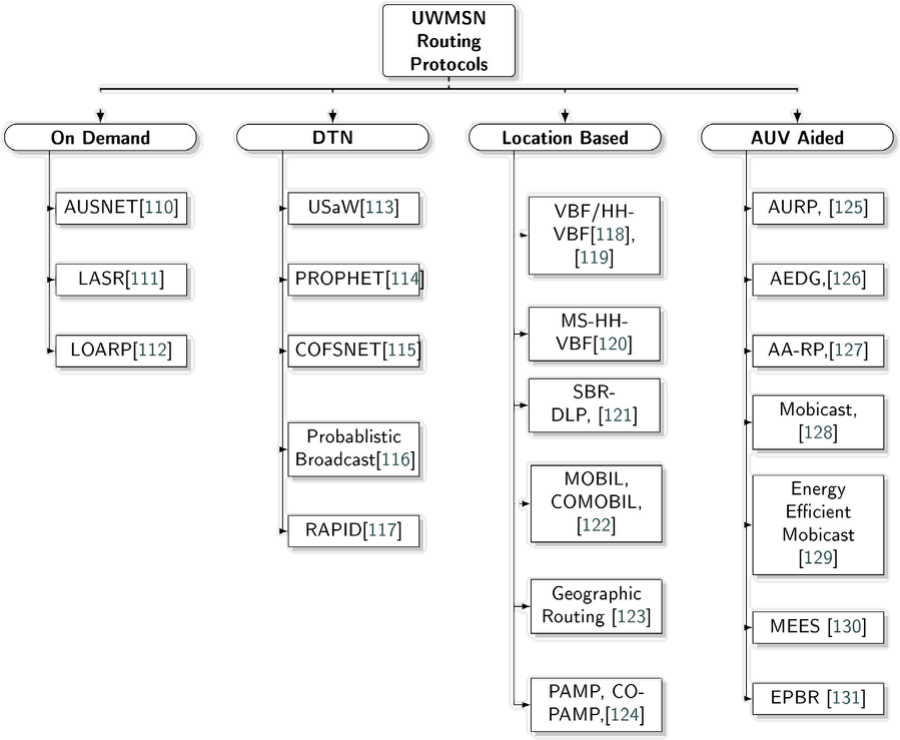 UWMSN
Routing
Protocols
On Demand
AUSNET[110]
LASR[111]
LOARP[112]
DTN
USaW[113]
PROPHET[114]
COFSNET[115]
Probablistic
Broadcast[116]
RAPID[117]
Location Based
VBF/HH-
VBF[118],
[119]
MS-HH-
VBF[120]
SBR-
DLP, [121]
MOBIL,
COMOBIL,
[122]
Geographic
Routing [123]
PAMP, CO-
PAMP,[124]
AUV Aided
AURP, [125]
AEDG,[126]
AA-RP,[127]
Mobicast,
[128]
Energy
Efficient
Mobicast
[129]
MEES [130]
EPBR [131]